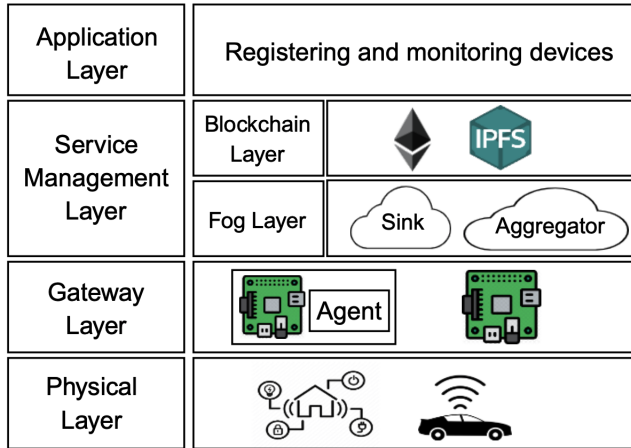 Application
Layer
Registering and monitoring devices
Service
Management
Layer
Blockchain
Layer
IPFS
Fog Layer
Sink
Aggregator
Gateway
Layer
Agent
Physical
Layer